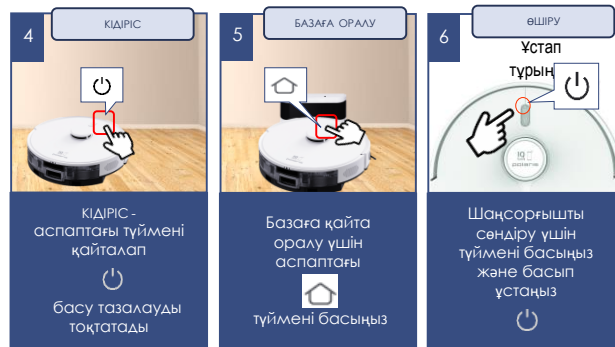 4
КІДІРІС
КІДІРІС -
аспаптағы түймені
қайталап
басу тазалауды
тоқтатады
5
БАЗАҒА ОРАЛУ
Базаға қайта
оралу үшін
аспаптағы
түймені басыңыз
6
ӨШІРУ
Ұстап
тұрың
polaris
Шаңсорғышты
сөндіру үшін
түймені басыңыз
және басып
ұстаңыз